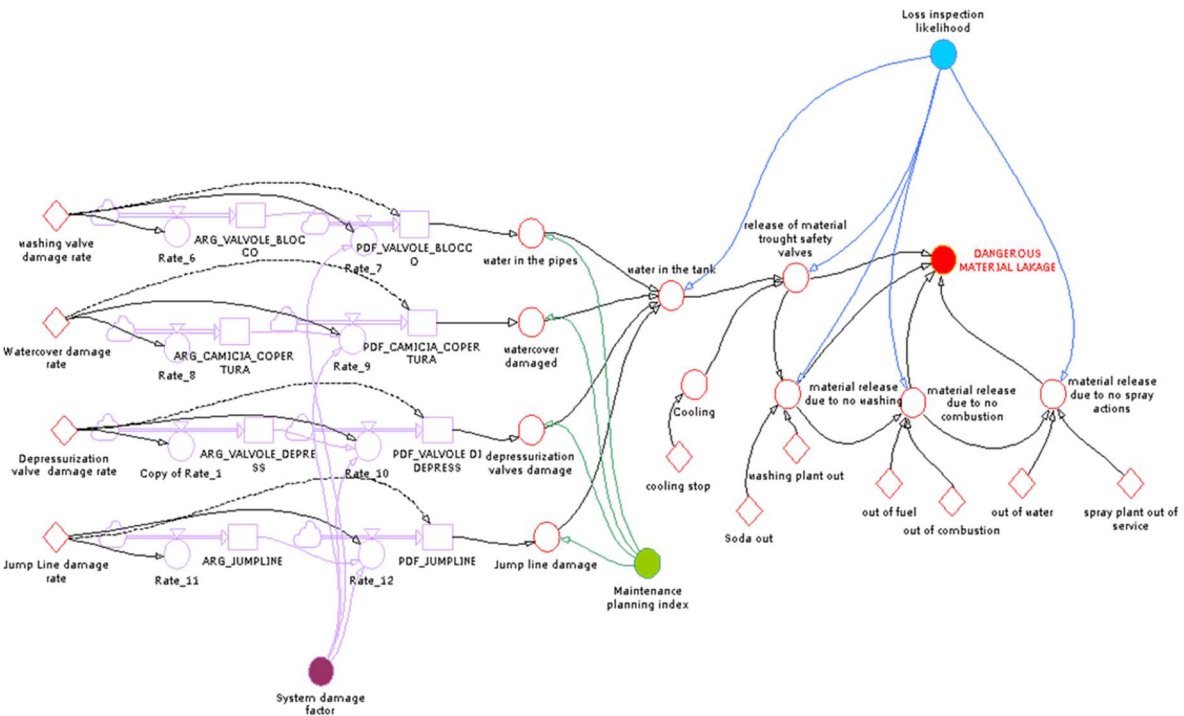 Loss inspection
likelihood
washing valve
damage rate
Rate_6
ARG_VALVOLE_BLOC
CO
Rate_7
PDF_VALVOLE_BLOCC
O
water in the pipes
water in the tank
release of material
trought safety
valves
DANGEROUS
MATERIAL LAKAGE
Watercover damage
rate
Rate_8
ARG_CAMICIA_COPER
TURA
Rate_9
PDF_CAMICIA_COPER
TURA
watercover
damaged
Cooling
material release
due to no washing
material release
due to no
combustion
material release
due to no spray
actions
Depressurization
valve damage rate
Copy of Rate_1
ARG_VALVOLE_DEPRE
SS
Rate_10
PDF_VALVOLE DI
DEPRESS
depressurization
valves damage
cooling stop
washing plant out
Soda out
out of fuel
out of combustion
out of water
spray plant out of
service
Jump Line damage
rate
Rate_11
ARG_JUMPLINE
Rate_12
PDF_JUMPLINE
Jump line damage
Maintenance
planning index
System damage
factor